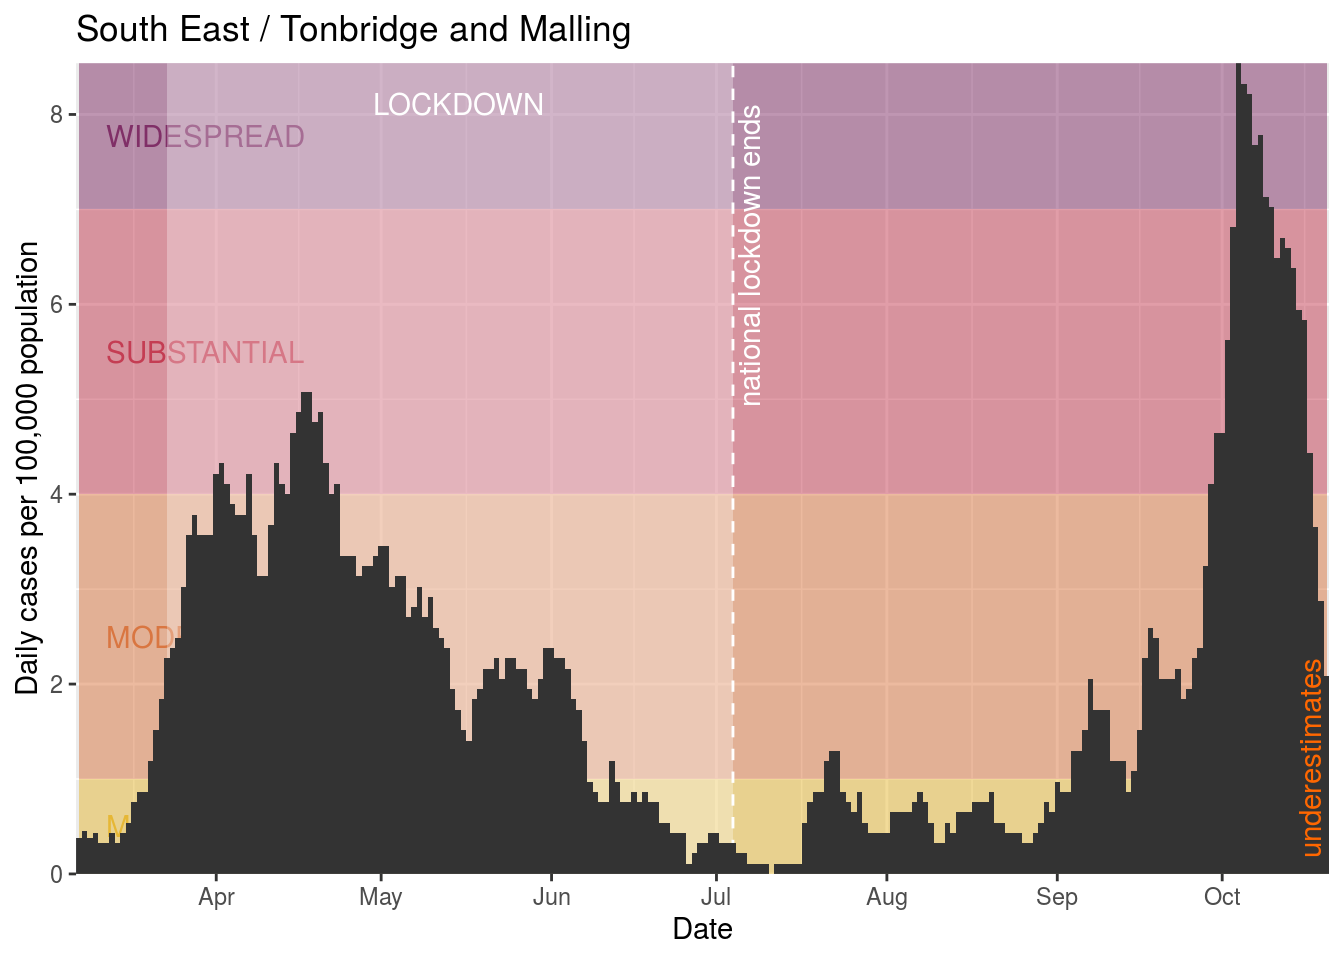 South East / Tonbridge and Malling
Daily cases per 100,000 population
8
6
4
2
0
LOCKDOWN
WIDESPREAD
SUBSTANTIAL
MOD
M
national lockdown ends
underestimates
Apr
May
Jun
Jul
Aug
Sep
Oct
Date